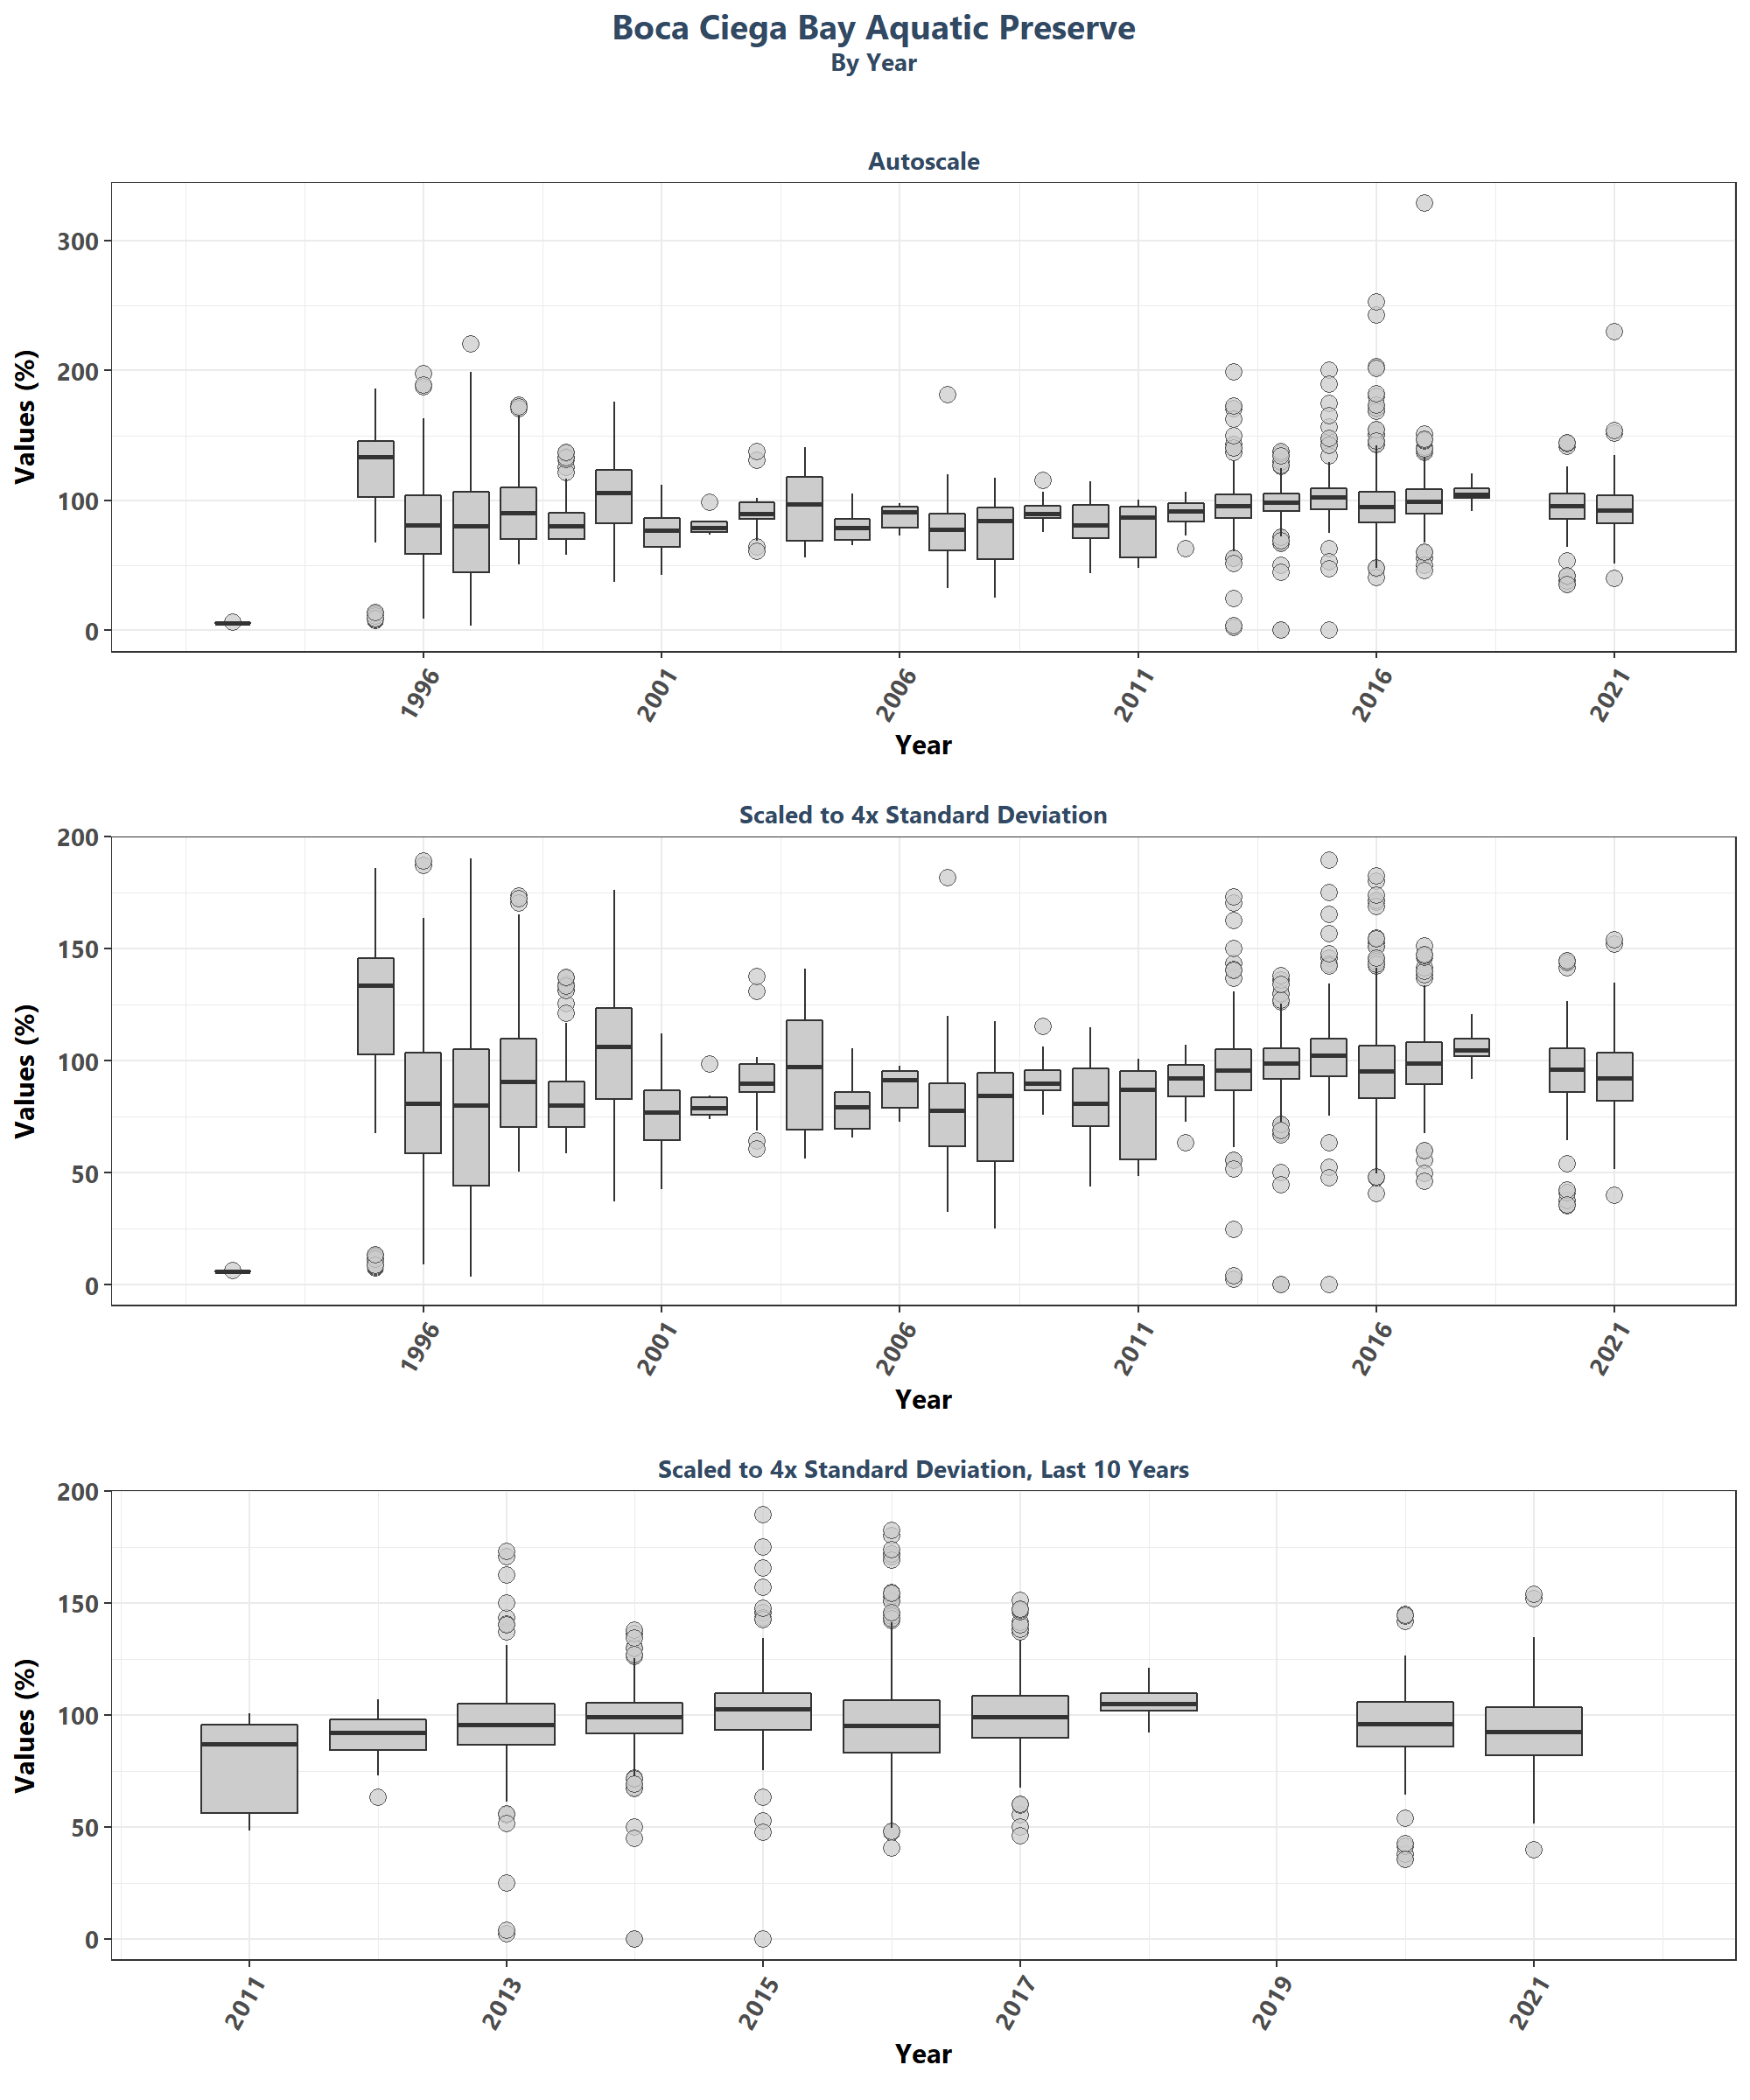 Boca Ciega Bay Aquatic Preserve
By Year
Autoscale
Values (%)
300
200
100
0
1996
2001
2006
2011
2016
2021
Year
Scaled to 4x Standard Deviation
Values (%)
200
150
100
50
0
1996
2001
2006
2011
2016
2021
Year
Scaled to 4x Standard Deviation, Last 10 Years
Values (%)
200
150
100
50
0
2011
2013
2015
2017
2019
2021
Year